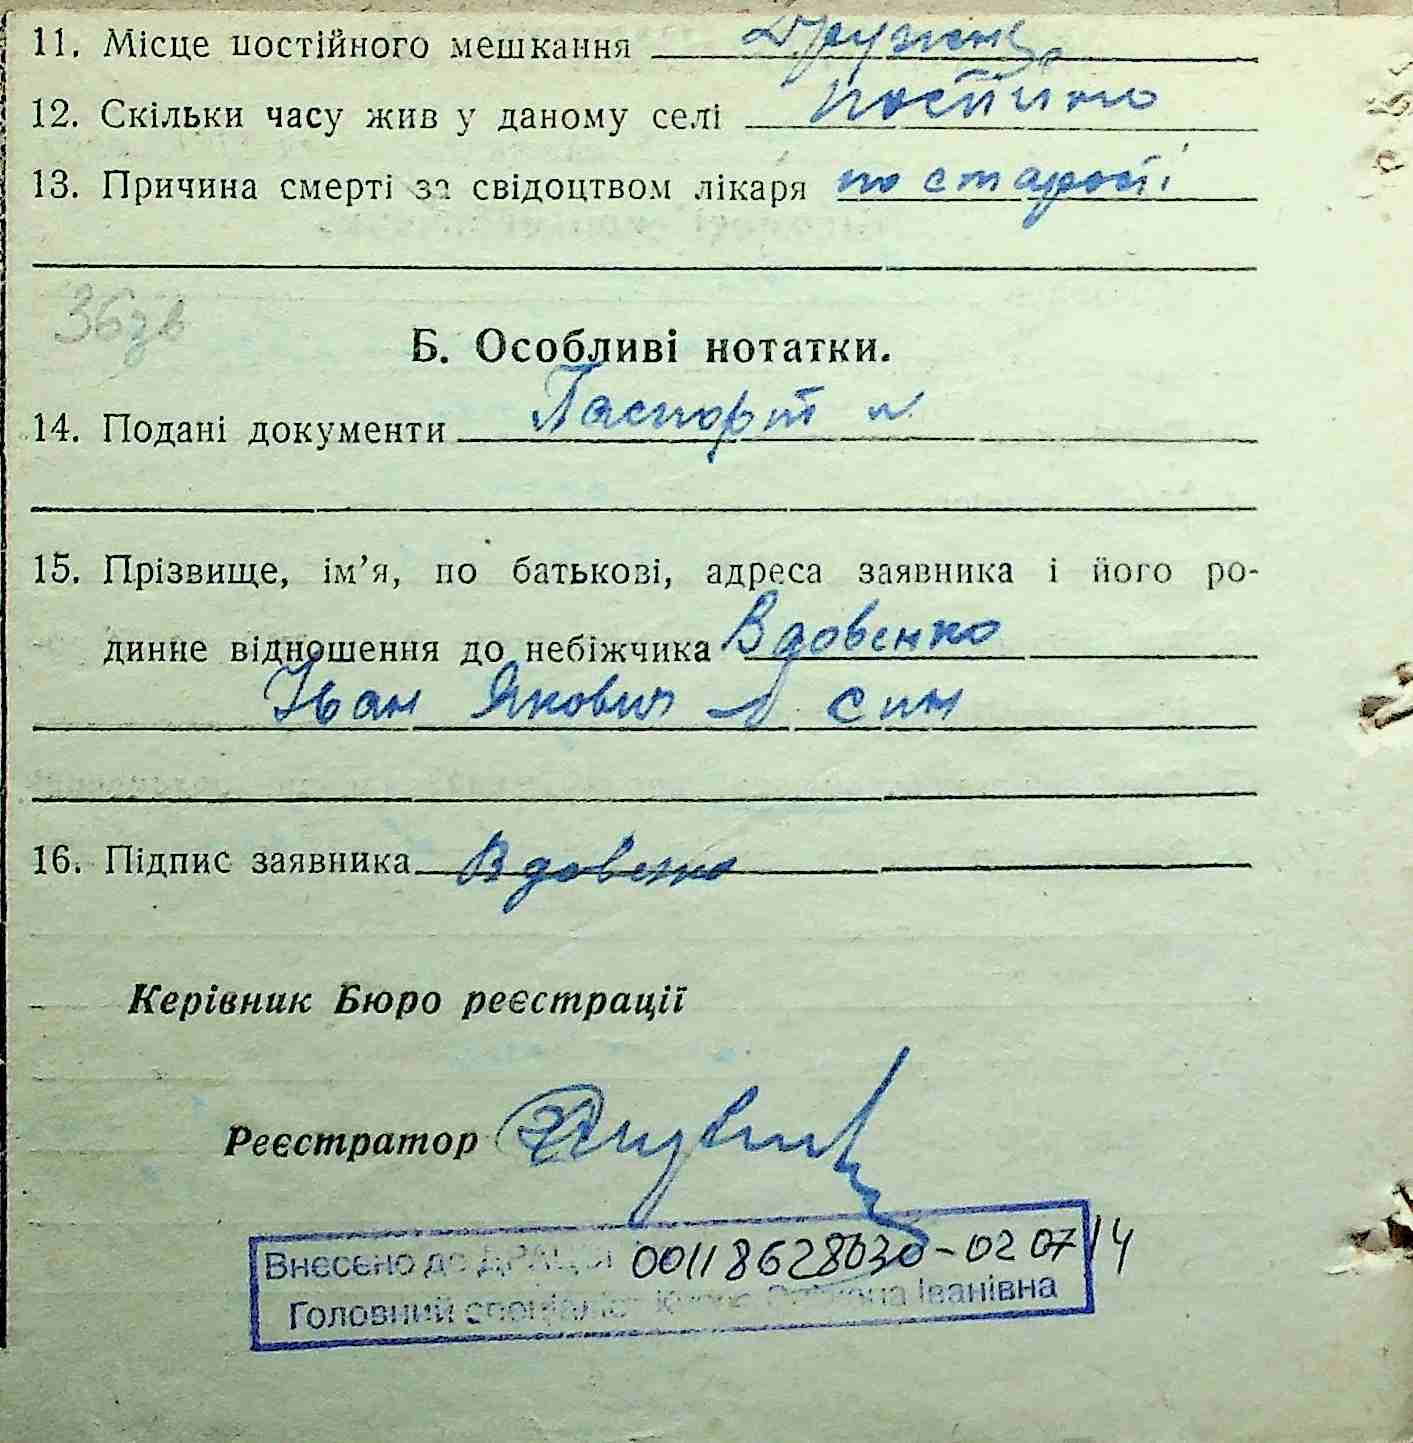 11. Місце постійного мешкання
12. Скільки часу жив у даному селі постійно
13. Причина смерті за свідоцтвом лікаря по старості
Б. Особливі нотатки.
14. Подані документи Паспорт
15. Прізвище, ім’я, по батькові, адреса заявника і його ро-
динне відношення до небіжчика Вдовенко
Іван Якович син
16. Підпис заявника Вдовенко
Керівник Бюро реєстрації
Реєстратор
Внесено до ДРАЦСГ 00118628030-02 07 14
Головний спеціаліст Іванівна